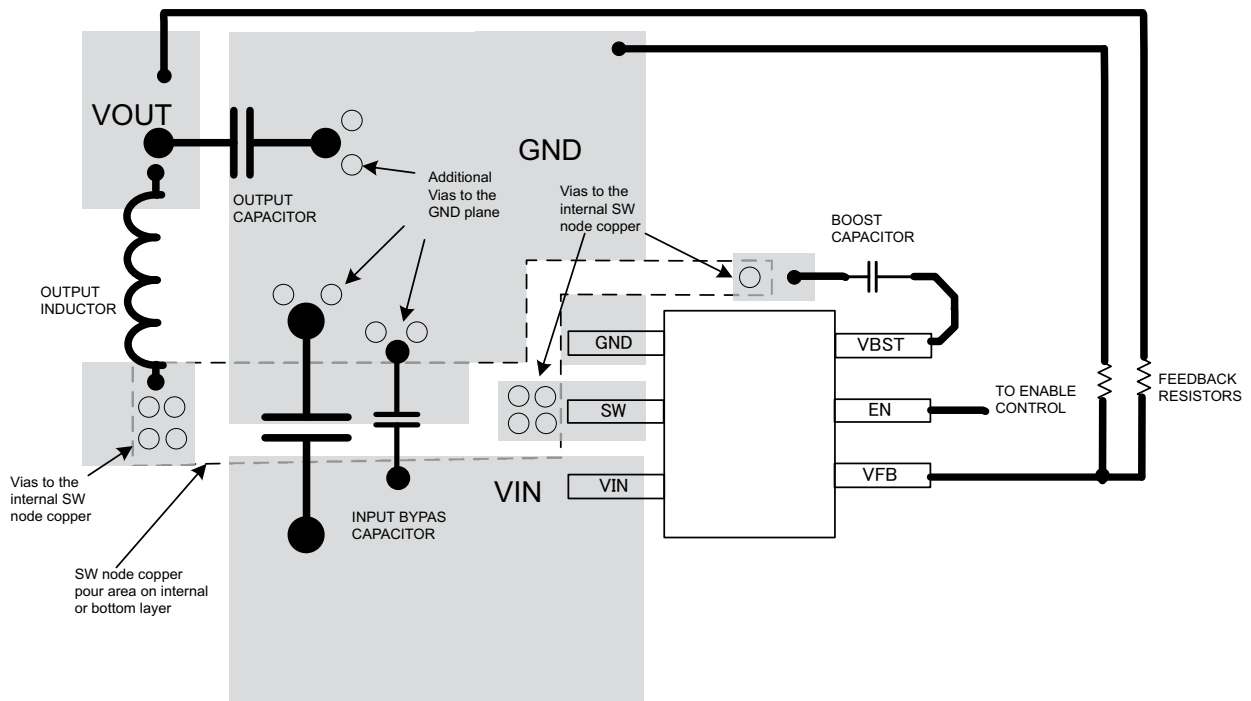 VOUT
GND
OUTPUT
CAPACITOR
Additional
Vias to the
GND plane
Vias to the
internal SW
node copper
BOOST
CAPACITOR
OUTPUT
INDUCTOR
GND
VBST
SW
EN
TO ENABLE
CONTROL
FEEDBACK
RESISTORS
VIN
VIN
VFB
Vias to the
internal SW
node copper
INPUT BYPAS
CAPACITOR
SW node copper
pour area on internal
or bottom layer